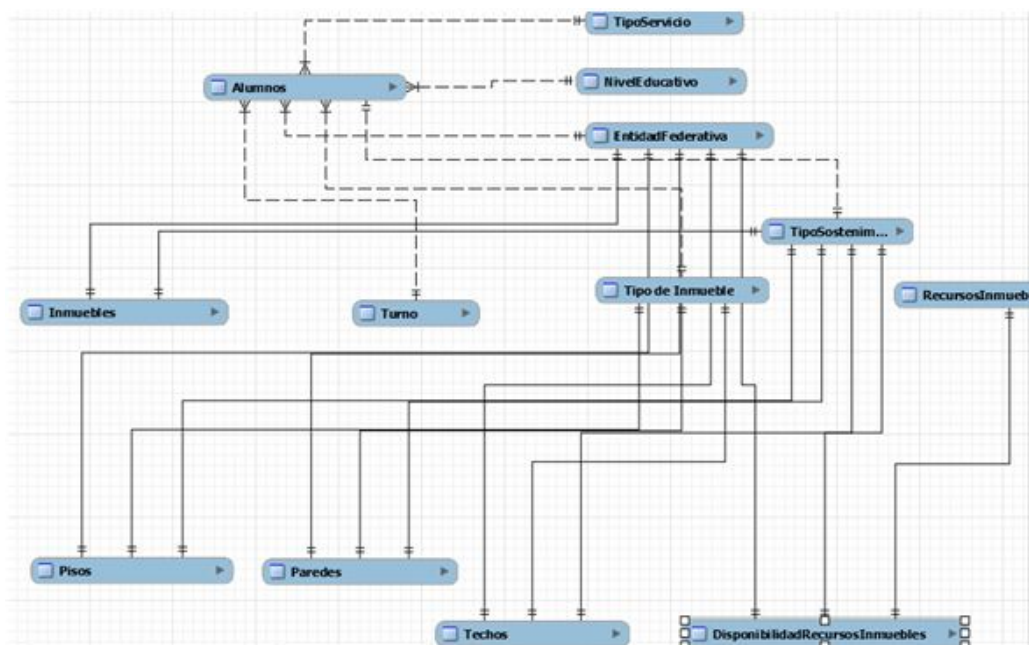 TipoServicio
Alumnos
NivelEducativo
EntidadFederativa
TipoSostenim...
Tipo de Inmueble
RecursosInmueb
Inmuebles
Turno
Pisos
Paredes
Techos
DisponibilidadRecursosInmuebles